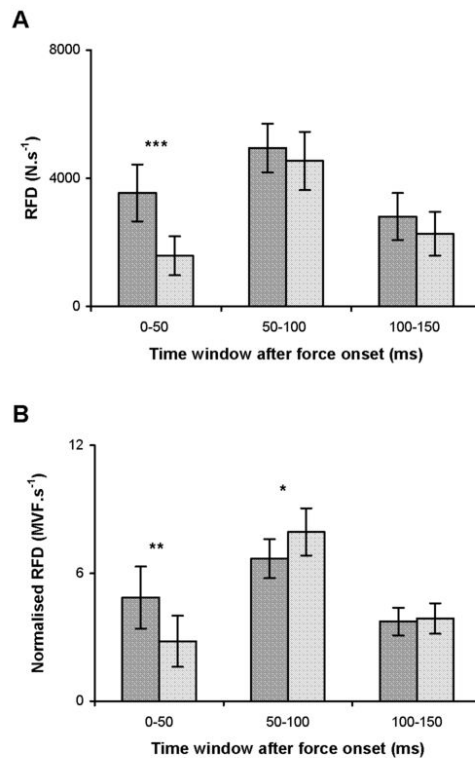 A
8000
***
RFD (N.s⁻¹)
4000
0
0-50 50-100 100-150
Time window after force onset (ms)
B
12
*
**
Normalised RFD (MVF.s⁻¹)
6
0
0-50 50-100 100-150
Time window after force onset (ms)